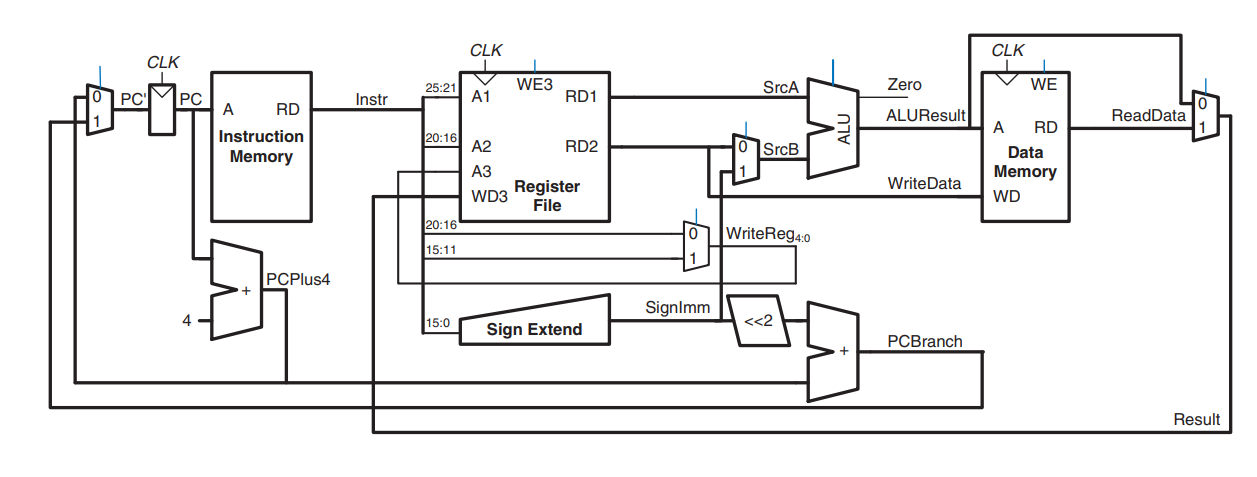 CLK
CLK
CLK
0
1
PC'
PC
A
RD
Instruction
Memory
Instr
25:21
20:16
A1
WE3
RD1
A2
RD2
A3
WD3
Register
File
SrcA
0
1
SrcB
ALU
Zero
ALUResult
WriteData
WE
A
RD
Data
Memory
WD
ReadData
0
1
20:16
15:11
0
1
WriteReg4:0
+
PCPlus4
4
15:0
Sign Extend
SignImm
<<2
+
PCBranch
Result